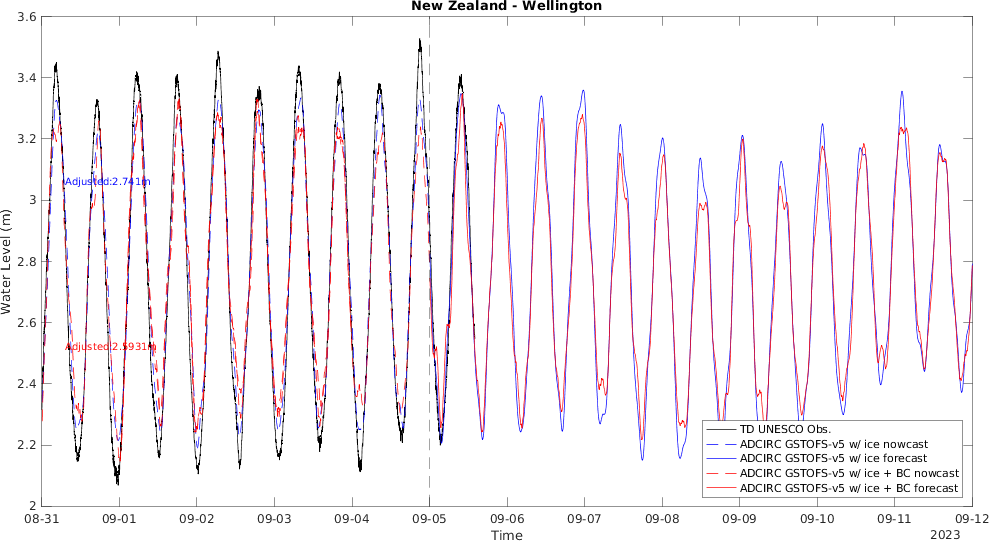 New Zealand - Wellington
3.6
3.4
3.2
3
2.8
2.6
2.4
2.2
2
Water Level (m)
Adjusted:2.741m
Adjusted:2.5931m
TD UNESCO Obs.
ADCIRC GSTOFS-v5 w/ ice nowcast
ADCIRC GSTOFS-v5 w/ ice forecast
ADCIRC GSTOFS-v5 w/ ice + BC nowcast
ADCIRC GSTOFS-v5 w/ ice + BC forecast
08-31 09-01 09-02 09-03 09-04 09-05 09-06 09-07 09-08 09-09 09-10 09-11 09-12
Time
2023